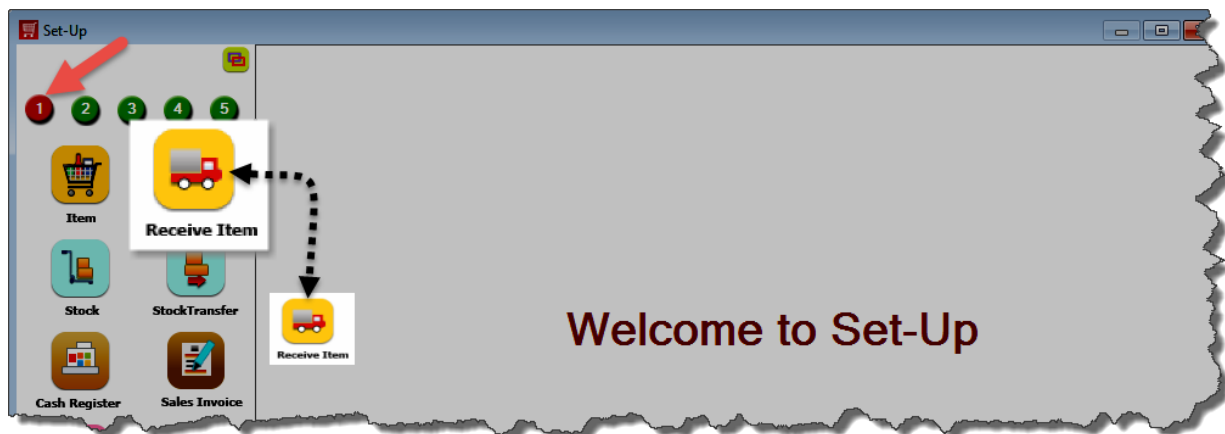 Set-Up
1 2 3 4 5
Item
Receive Item
Stock
StockTransfer
Receive Item
Welcome to Set-Up
Cash Register
Sales Invoice